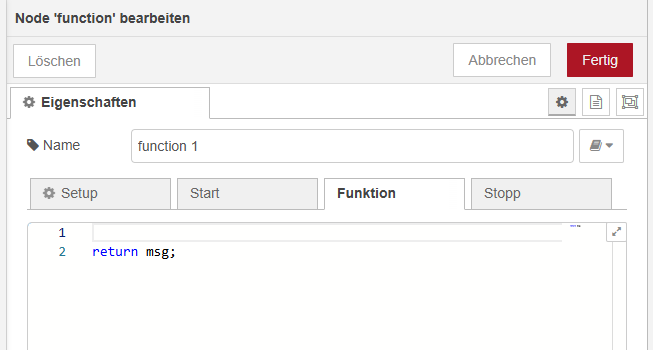 Node 'function' bearbeiten
Löschen
Abbrechen
Fertig
Eigenschaften
Name
function 1
Setup
Start
Funktion
Stopp
1
2 return msg;